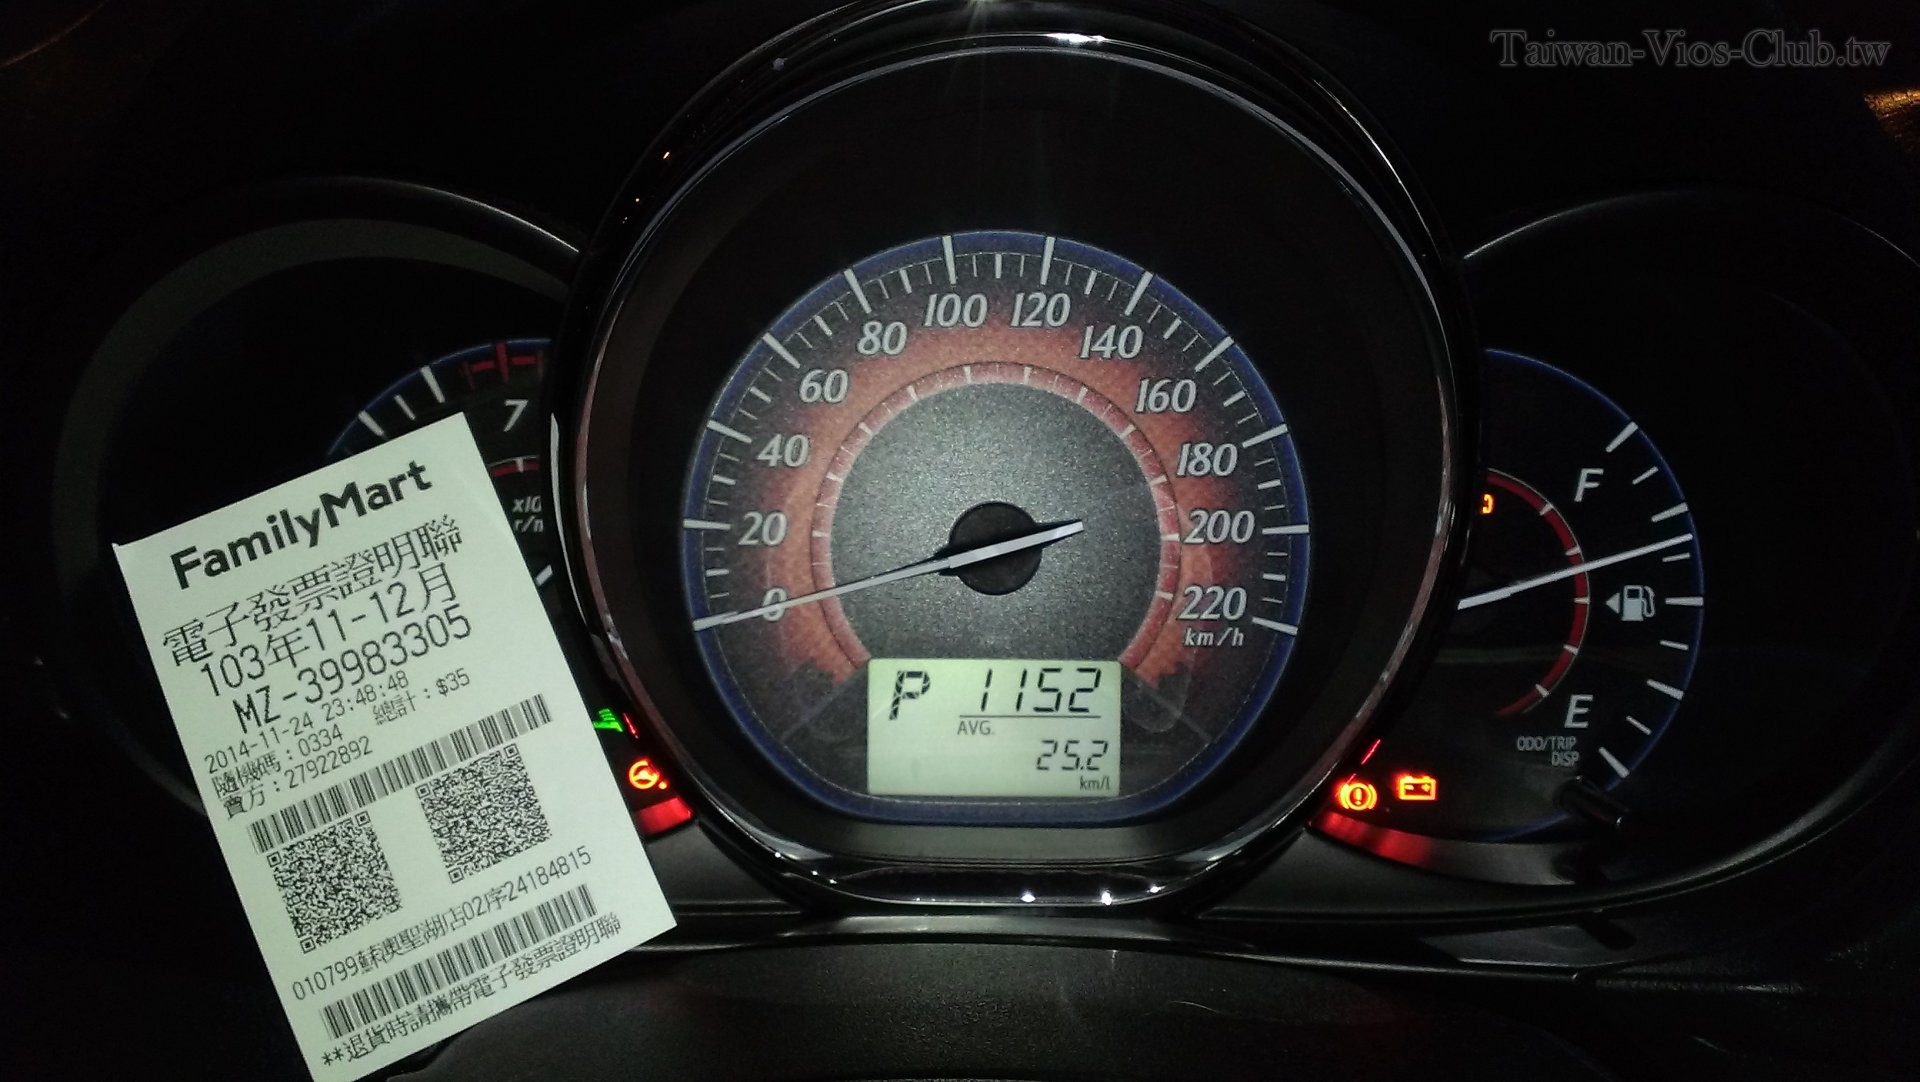 Taiwan-Vios-Club.tw
FamilyMart
電子發票證明聯
103年11-12月
MZ-39983305
2014-11-24 23:48:48
隨機碼:0334 總計:$35
賣方:27922892
010799蘇澳聖湖店02序24184815
**退貨時請攜帶電子發票證明聯
7
r/m
0
20
40
60
80
100
120
140
160
180
200
220
km/h
P 1152
AVG.
25.2
km/l
F
E
ODO/TRIP
DISP